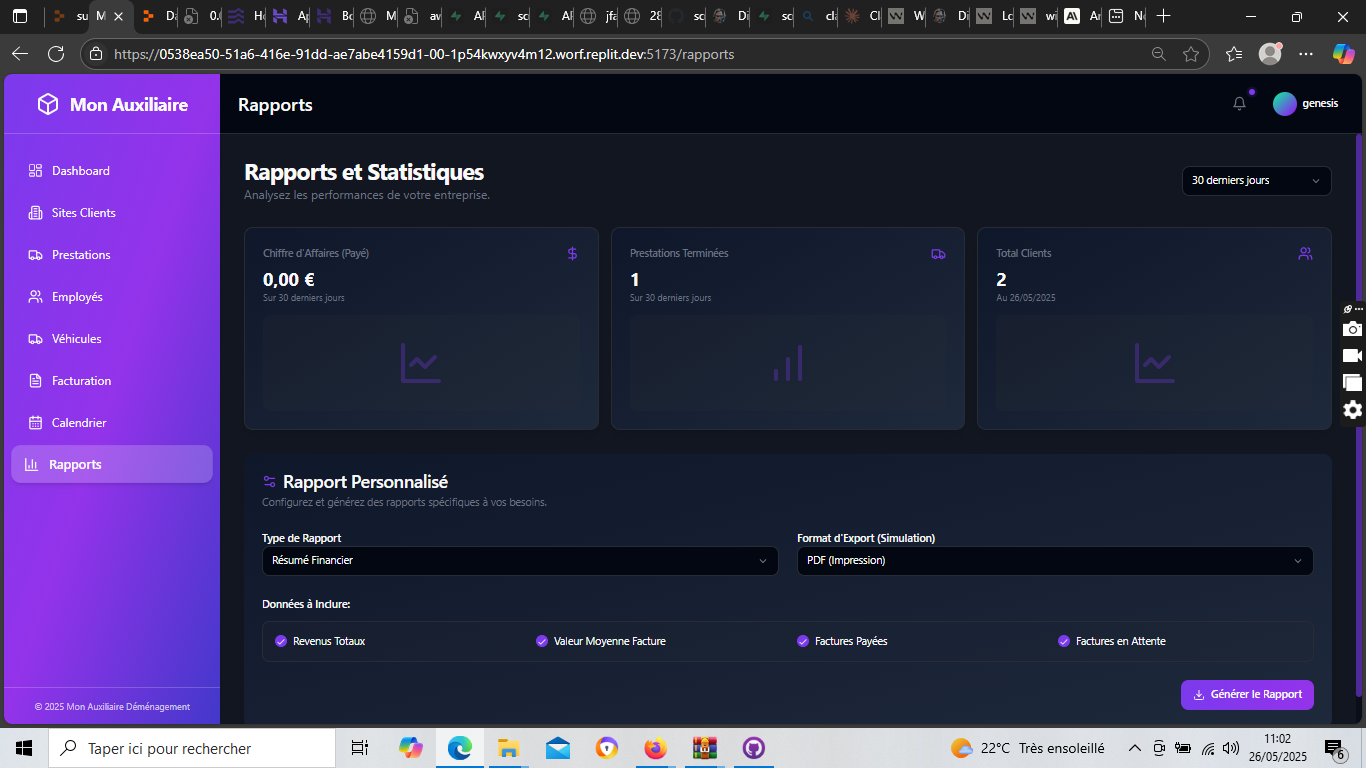 su
M
Da
0.(
Hi
Ap
Bo
M
av
Al
sc
Al
jfa
28
sc
Di
sc
cla
Cl
W
Di
Lc
wi
Ar
N
https://0538ea50-51a6-416e-91dd-ae7abe4159d1-00-1p54kwxyv4m12.worf.replit.dev:5173/rapports
Mon Auxiliaire
Rapports
genesis
Dashboard
Sites Clients
Prestations
Employés
Véhicules
Facturation
Calendrier
Rapports
© 2025 Mon Auxiliaire Déménagement
Rapports et Statistiques
Analysez les performances de votre entreprise.
30 derniers jours
Chiffre d'Affaires (Payé)
0,00 €
Sur 30 derniers jours
Prestations Terminées
1
Sur 30 derniers jours
Total Clients
2
Au 26/05/2025
Rapport Personnalisé
Configurez et générez des rapports spécifiques à vos besoins.
Type de Rapport
Résumé Financier
Format d'Export (Simulation)
PDF (Impression)
Données à Inclure:
Revenus Totaux
Valeur Moyenne Facture
Factures Payées
Factures en Attente
Générer le Rapport
Taper ici pour rechercher
22°C Très ensoleillé
11:02
26/05/2025
6